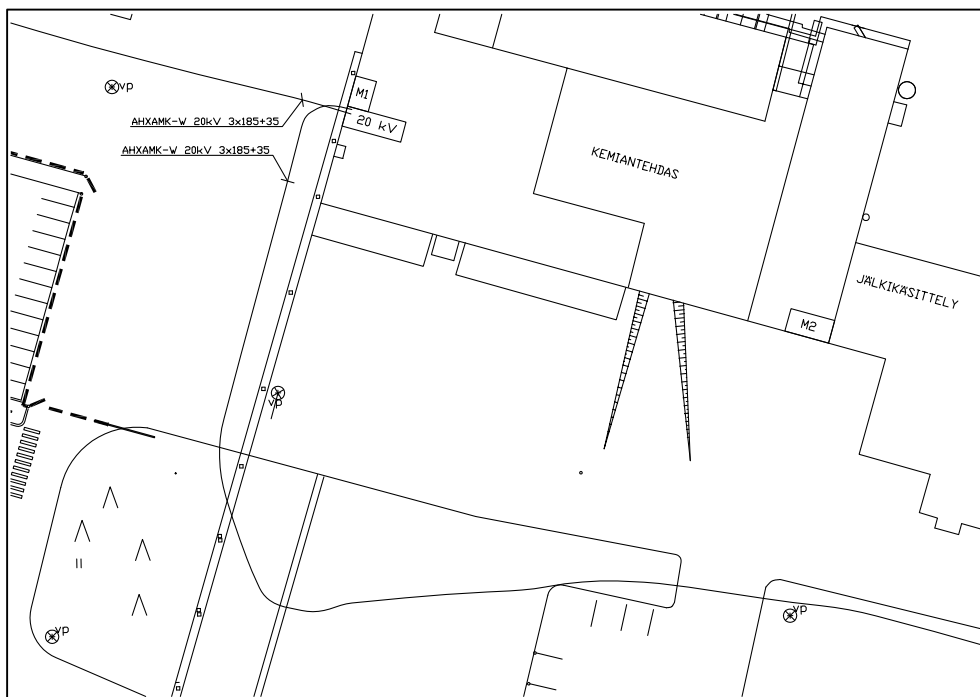 vp
M1
AHXAMK-W 20kV 3x185+35
20 kV
AHXAMK-W 20kV 3x185+35
KEMIANTEHDAS
JÄLKIKÄSITTELY
M2
vp
vp
vp